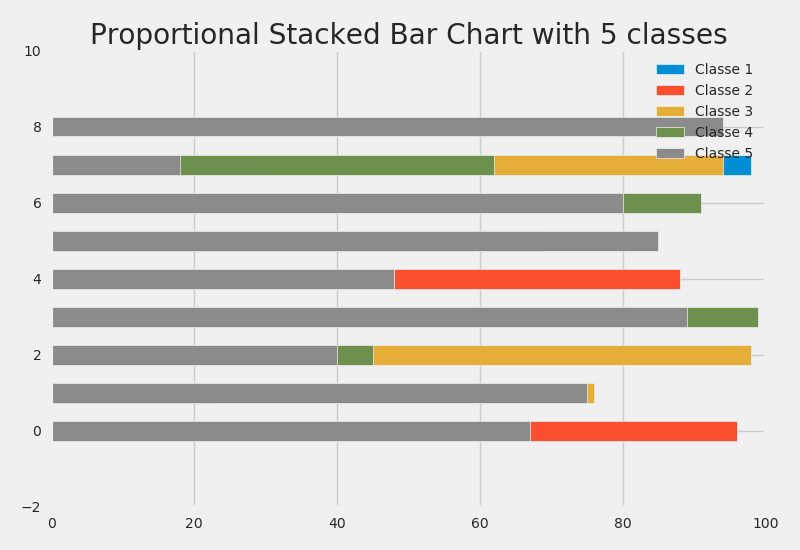 Proportional Stacked Bar Chart with 5 classes
10
Classe 1
Classe 2
Classe 3
Classe 4
Classe 5
8
6
4
2
0
−2
0 20 40 60 80 100